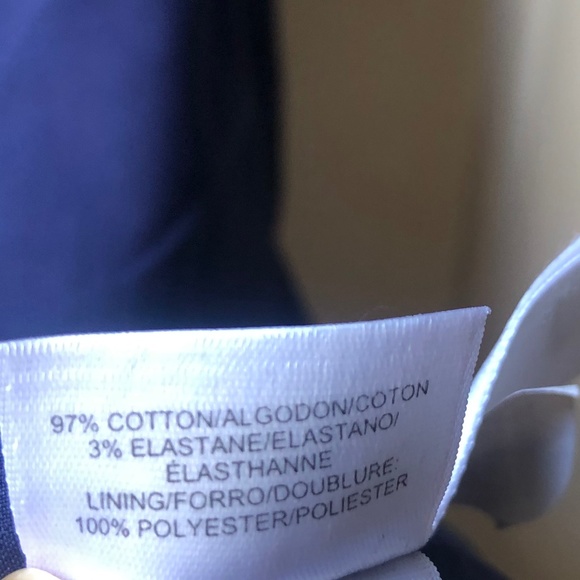 97% COTTON/ALGODON/COTON
3% ELASTANE/ELASTANO/
ÉLASTHANNE
LINING/FORRO/DOUBLURE:
100% POLYESTER/POLIESTER